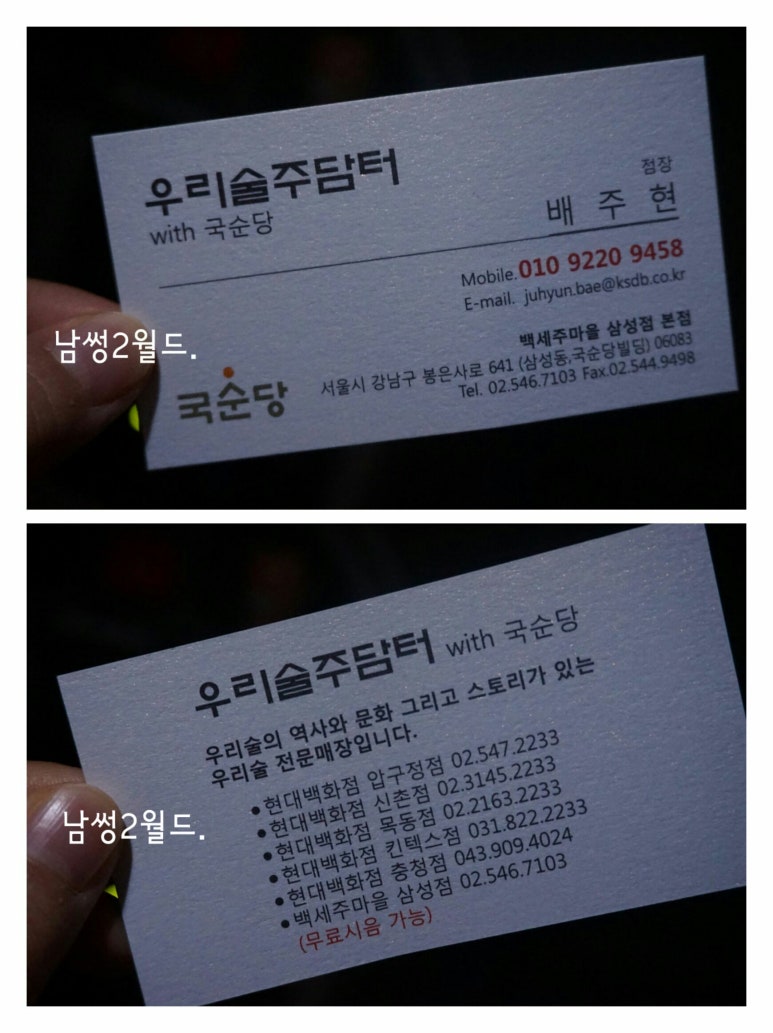 우리술주담터
with 국순당
점장
배 주 현
Mobile.010 9220 9458
E-mail. juhyun.bae@ksdb.co.kr
백세주마을 삼성점 본점
서울시 강남구 봉은사로 641 (삼성동,국순당빌딩) 06083
Tel. 02.546.7103 Fax.02.544.9498
국순당
남썽2월드.
우리술주담터 with 국순당
우리술의 역사와 문화 그리고 스토리가 있는
우리술 전문매장입니다.
•현대백화점 압구정점 02.547.2233
•현대백화점 신촌점 02.3145.2233
•현대백화점 목동점 02.2163.2233
•현대백화점 킨텍스점 031.822.2233
•현대백화점 충청점 043.909.4024
•백세주마을 삼성점 02.546.7103
(무료시음 가능)
남썽2월드.